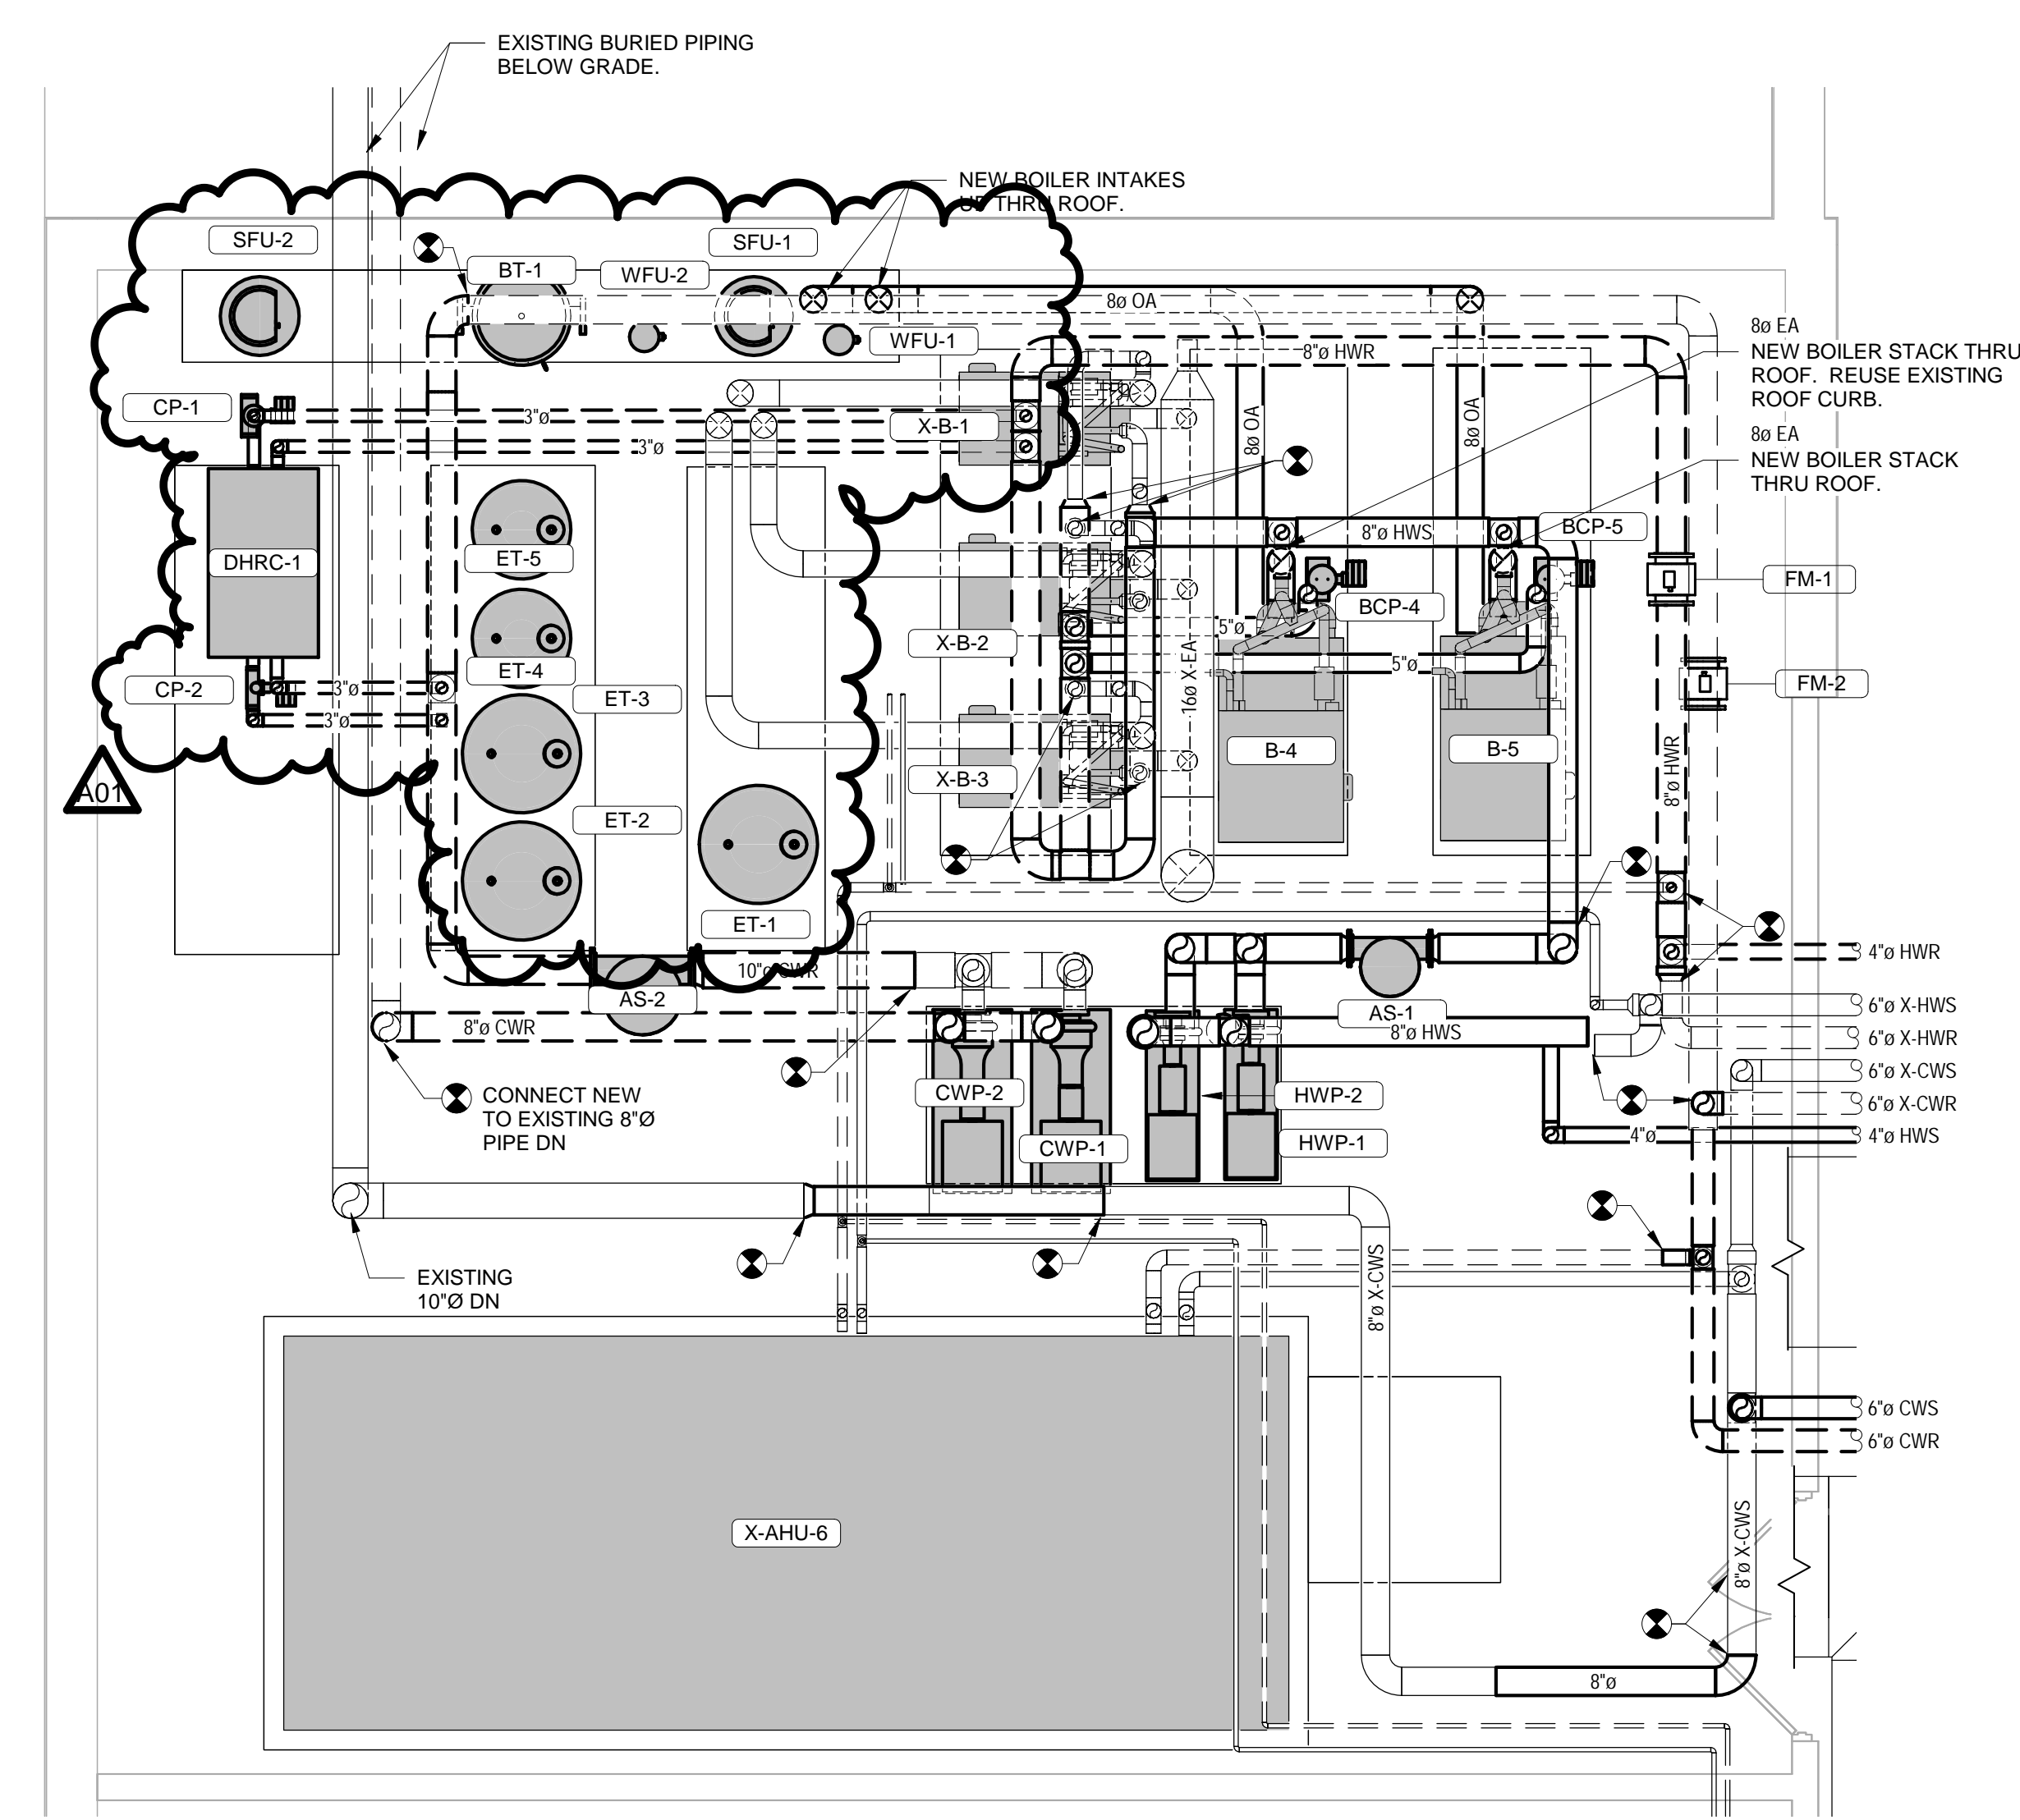 EXISTING BURIED PIPING
BELOW GRADE.
NEW BOILER INTAKES
UP THRU ROOF.
SFU-2
SFU-1
BT-1
WFU-2
WFU-1
8ø OA
8"ø HWR
8ø EA
NEW BOILER STACK THRU
ROOF. REUSE EXISTING
ROOF CURB.
8ø EA
NEW BOILER STACK
THRU ROOF.
CP-1
3"ø
3"ø
X-B-1
8ø OA
8ø OA
DHRC-1
ET-5
8"ø HWS
BCP-5
FM-1
BCP-4
5"ø
X-B-2
5"ø
ET-4
CP-2
3"ø
3"ø
ET-3
16ø X-EA
FM-2
B-4
B-5
X-B-3
8"ø HWR
A01
ET-2
ET-1
10"ø CWR
4"ø HWR
AS-2
AS-1
6"ø X-HWS
8"ø CWR
8"ø HWS
6"ø X-HWR
6"ø X-CWS
CONNECT NEW
TO EXISTING 8"Ø
PIPE DN
CWP-2
HWP-2
6"ø X-CWR
CWP-1
HWP-1
4"ø
4"ø HWS
EXISTING
10"Ø DN
8"ø X-CWS
6"ø CWS
6"ø CWR
X-AHU-6
8"ø X-CWS
8"ø